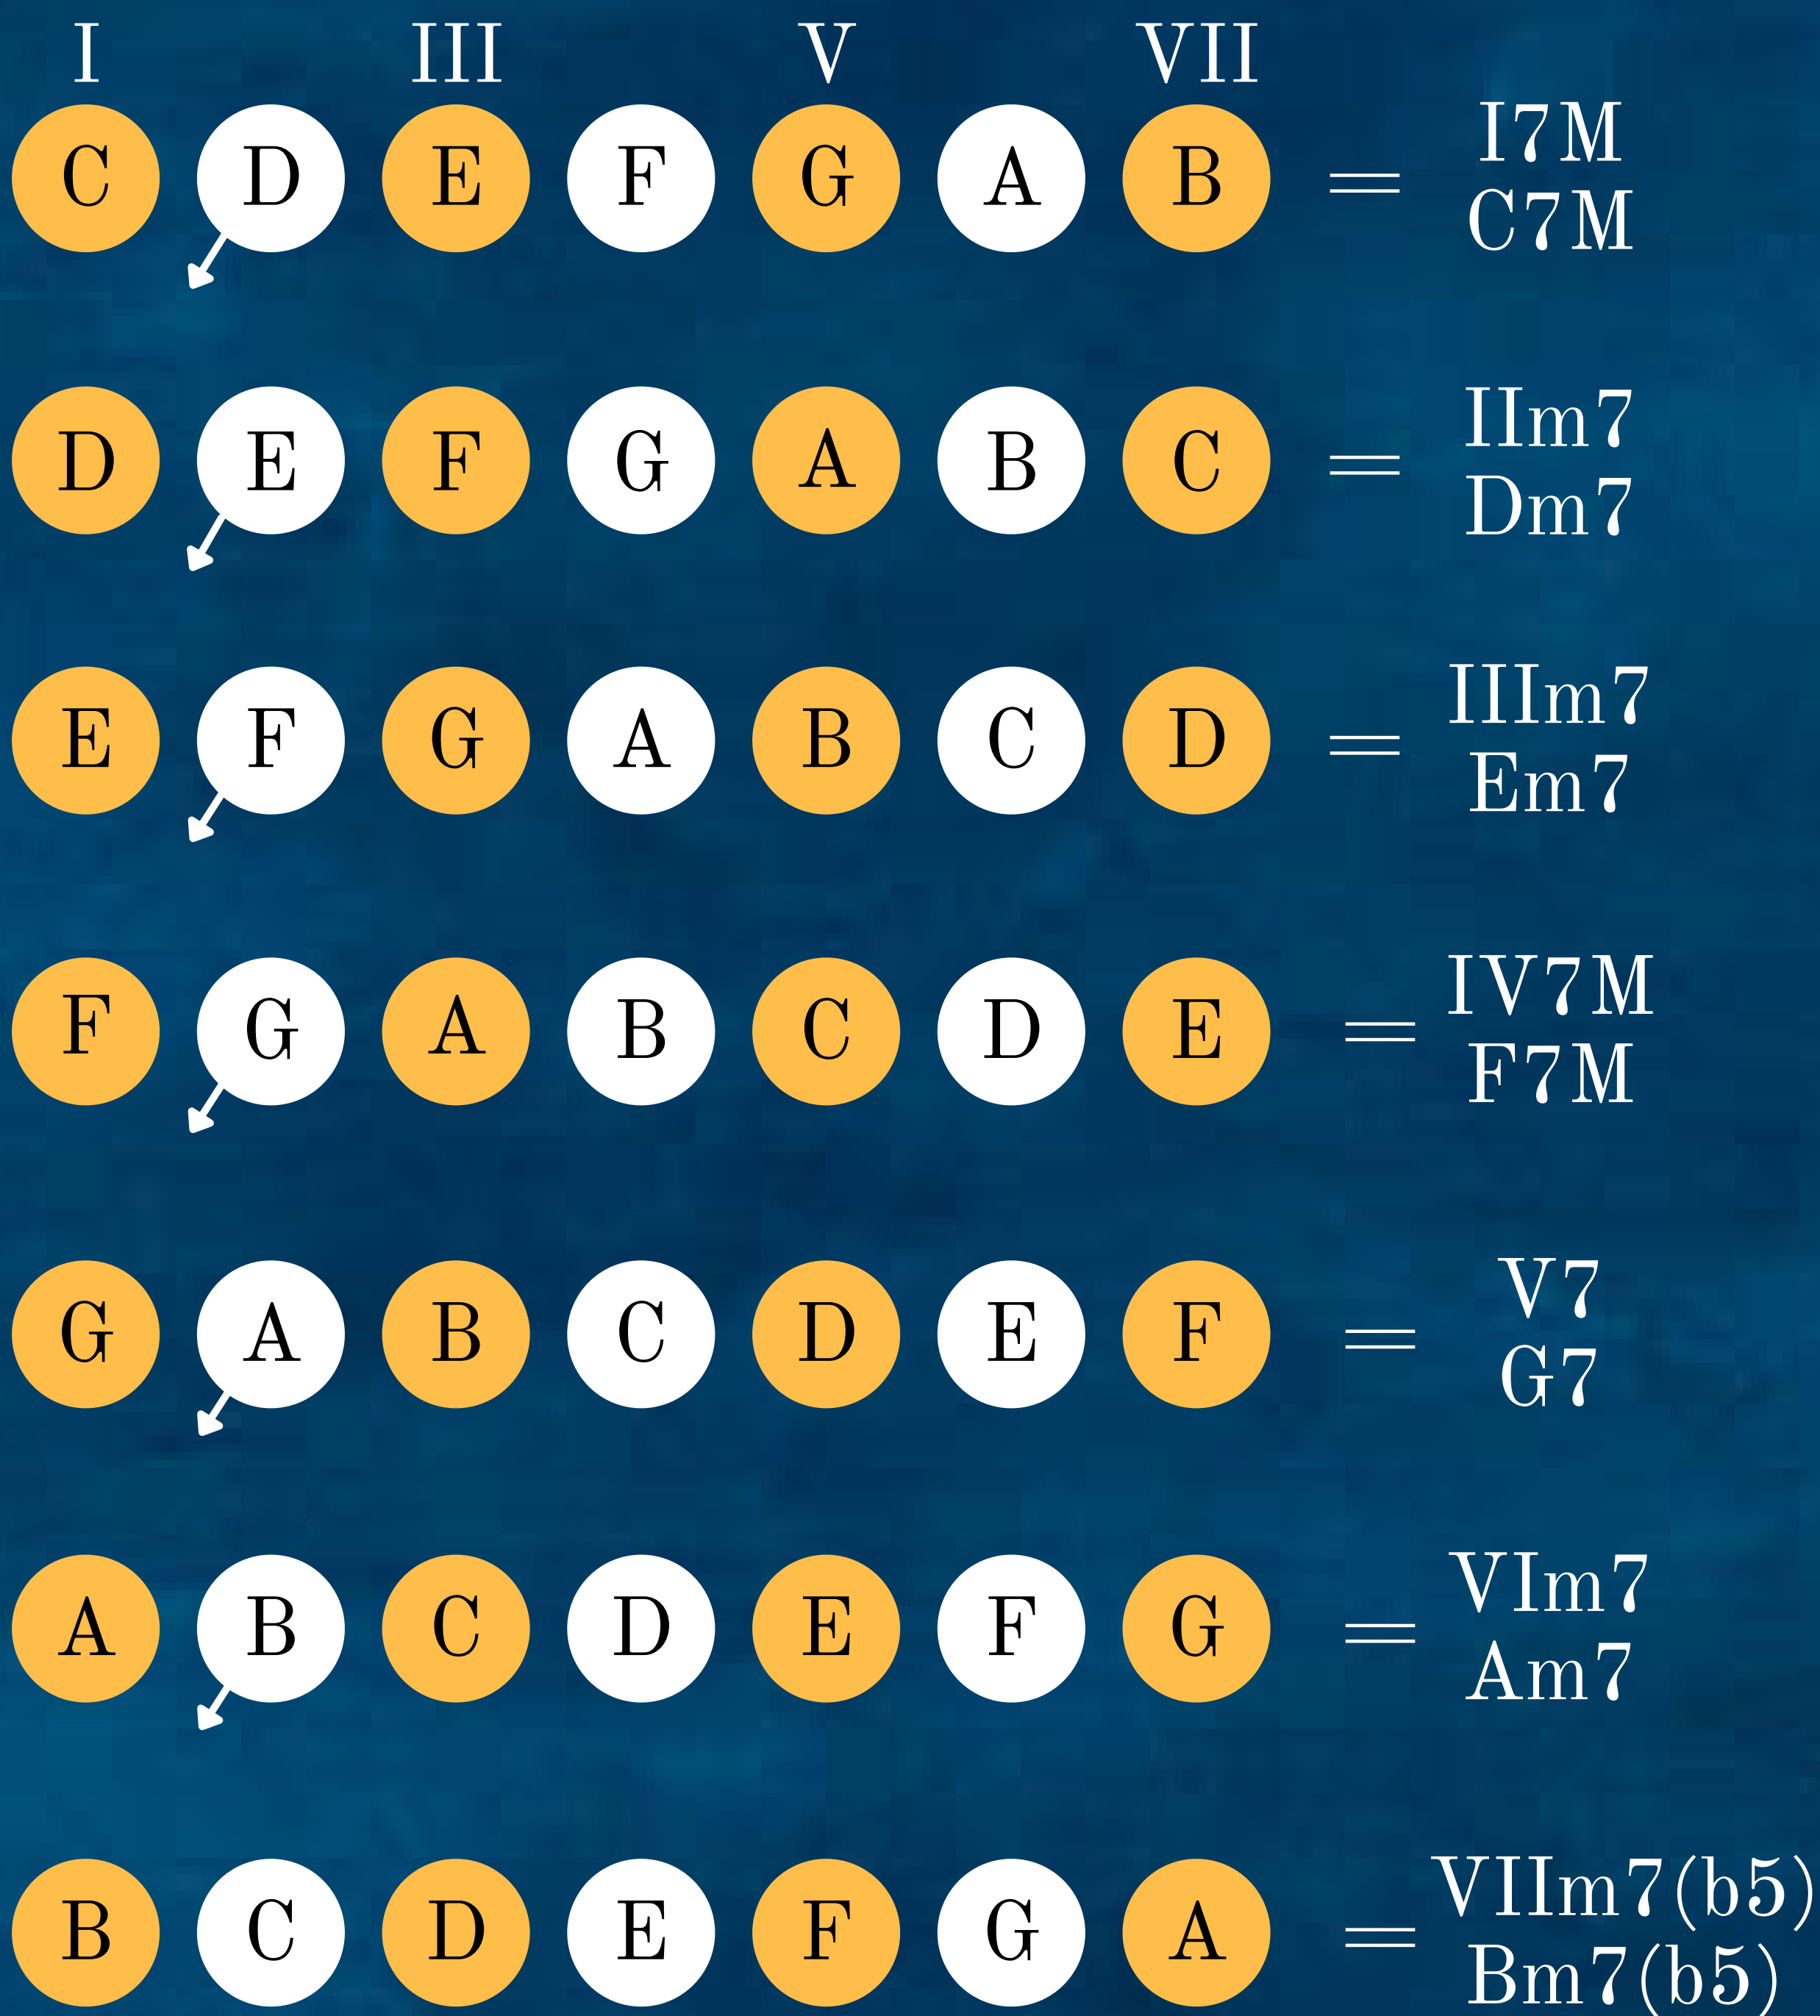 I III V VII
C D E F G A B = I7M
C7M
D E F G A B C = IIm7
Dm7
E F G A B C D = IIIm7
Em7
F G A B C D E = IV7M
F7M
G A B C D E F = V7
G7
A B C D E F G = VIm7
Am7
B C D E F G A = VIIm7(b5)
Bm7(b5)